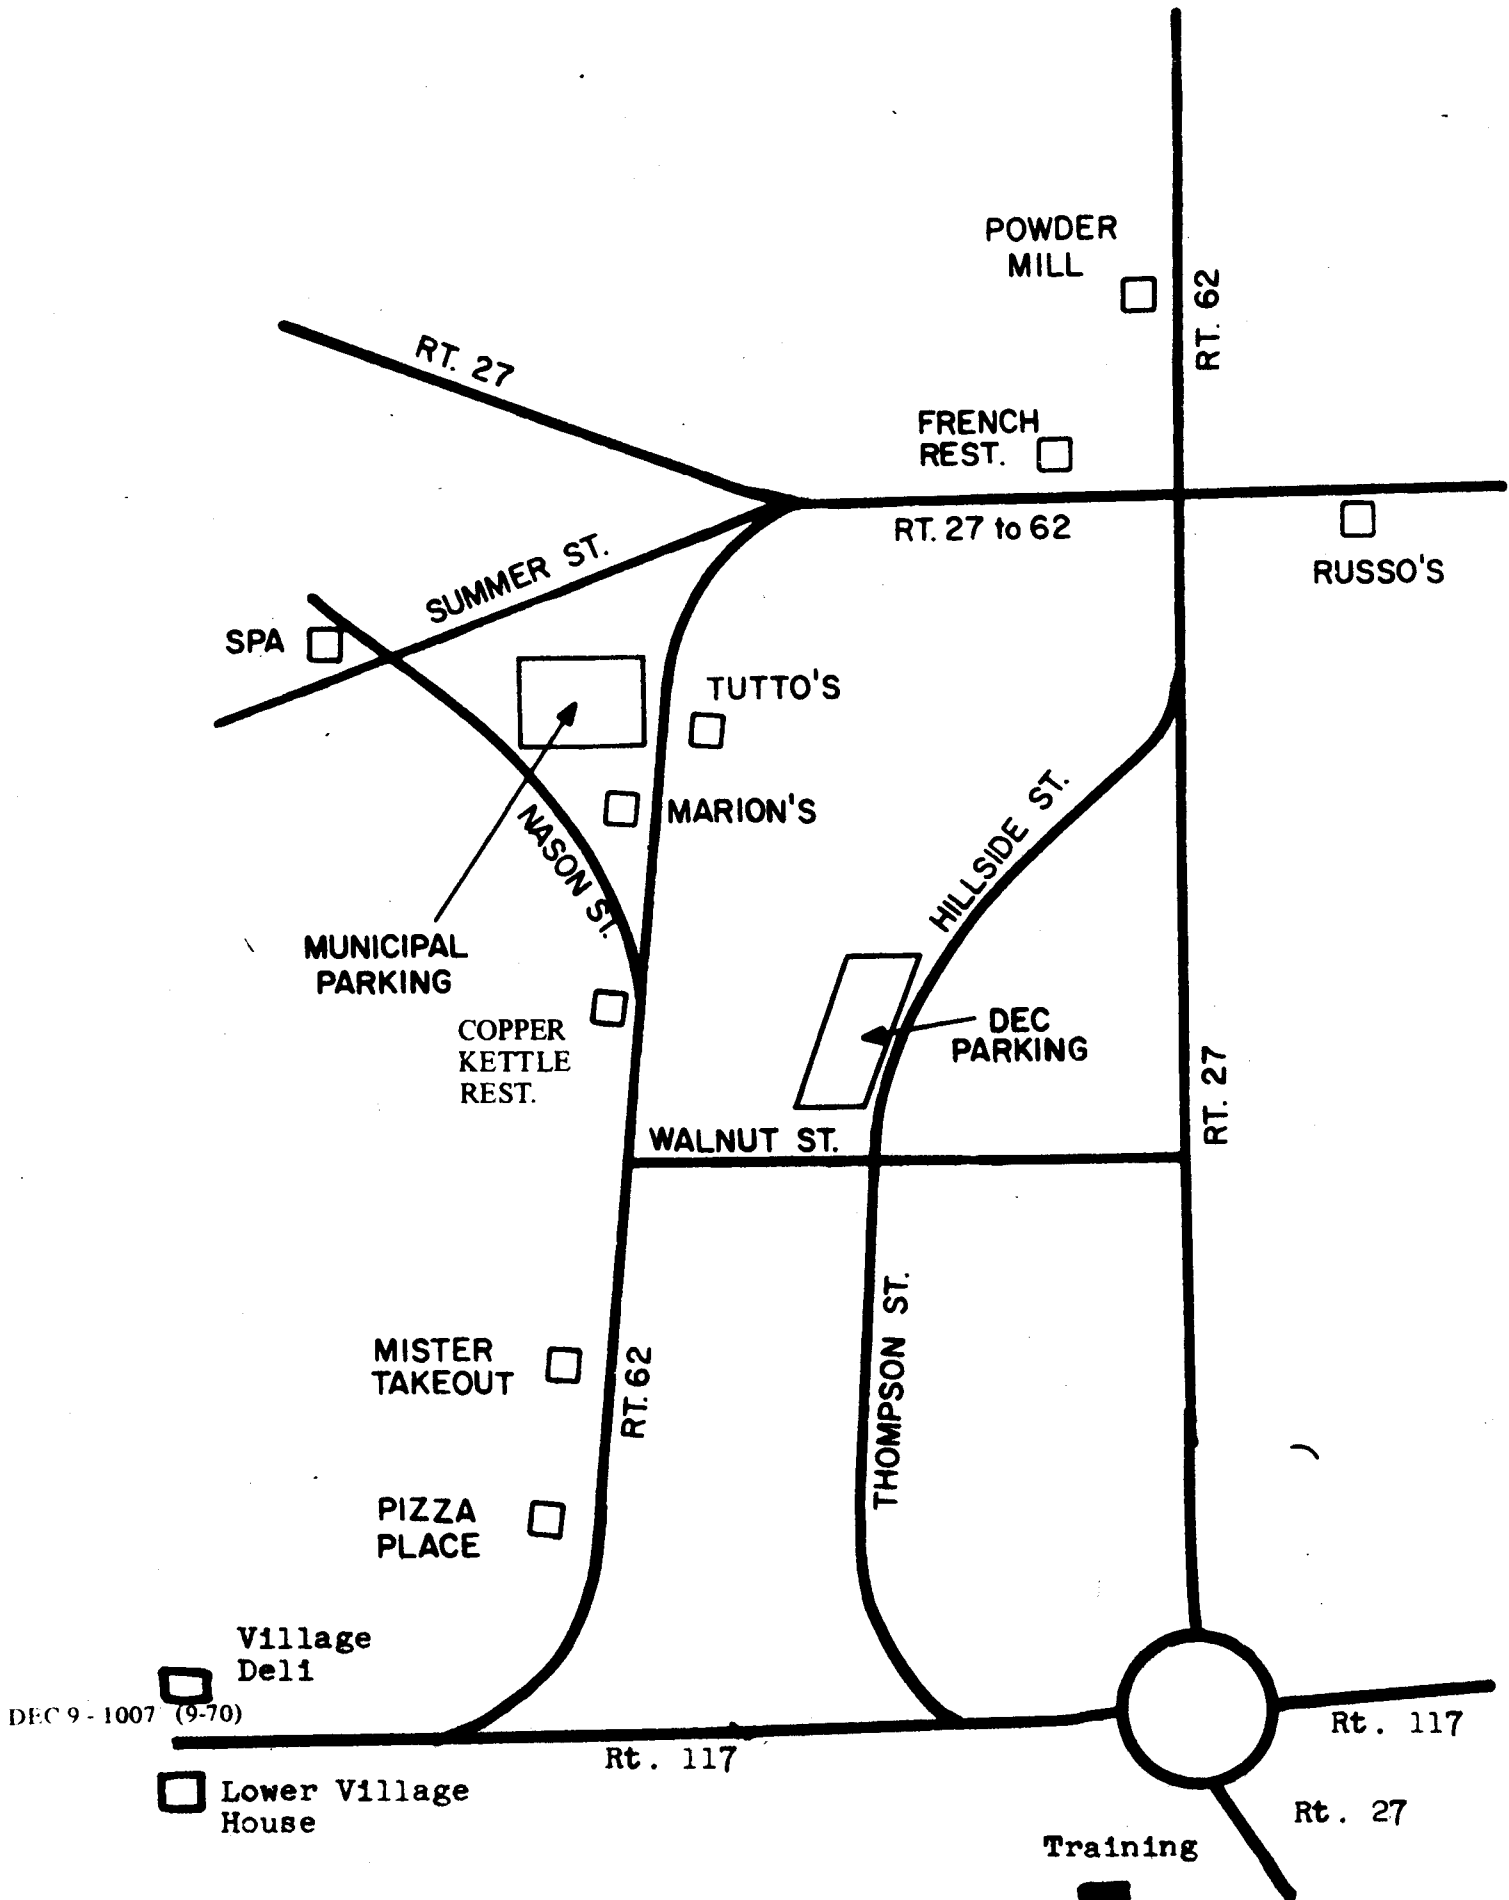 POWDER
MILL
RT. 62
RT. 27
FRENCH
REST.
RT. 27 to 62
RUSSO'S
SUMMER ST.
SPA
TUTTO'S
MARION'S
NASON ST.
HILLSIDE ST.
MUNICIPAL
PARKING
COPPER
KETTLE
REST.
DEC
PARKING
RT. 27
WALNUT ST.
THOMPSON ST.
MISTER
TAKEOUT
RT. 62
PIZZA
PLACE
Village
Deli
DEC 9 - 1007 (9-70)
Rt. 117
Rt. 117
Lower Village
House
Rt. 27
Training